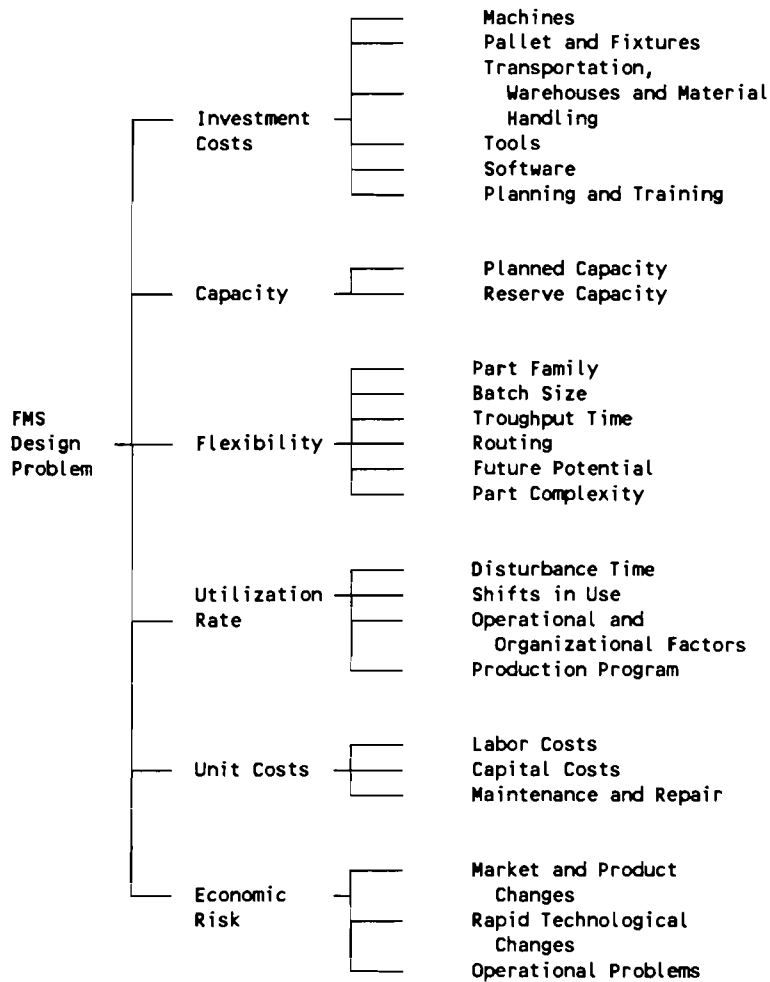 Machines
Pallet and Fixtures
Transportation,
Warehouses and Material
Handling
Investment
Costs
Tools
Software
Planning and Training
Planned Capacity
Capacity
Reserve Capacity
Part Family
Batch Size
Troughput Time
FMS
Design
Problem
Flexibility
Routing
Future Potential
Part Complexity
Disturbance Time
Utilization
Rate
Shifts in Use
Operational and
Organizational Factors
Production Program
Labor Costs
Unit Costs
Capital Costs
Maintenance and Repair
Market and Product
Changes
Economic
Risk
Rapid Technological
Changes
Operational Problems